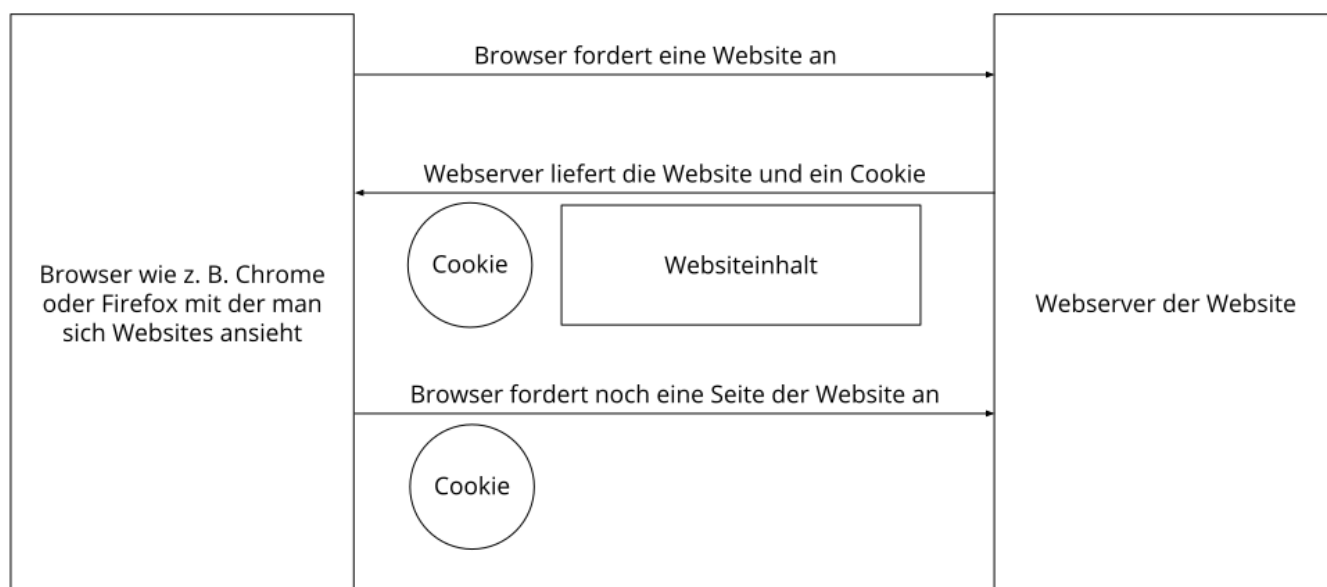 Browser fordert eine Website an
Webserver liefert die Website und ein Cookie
Cookie
Websiteinhalt
Browser wie z. B. Chrome
oder Firefox mit der man
sich Websites ansieht
Webserver der Website
Browser fordert noch eine Seite der Website an
Cookie